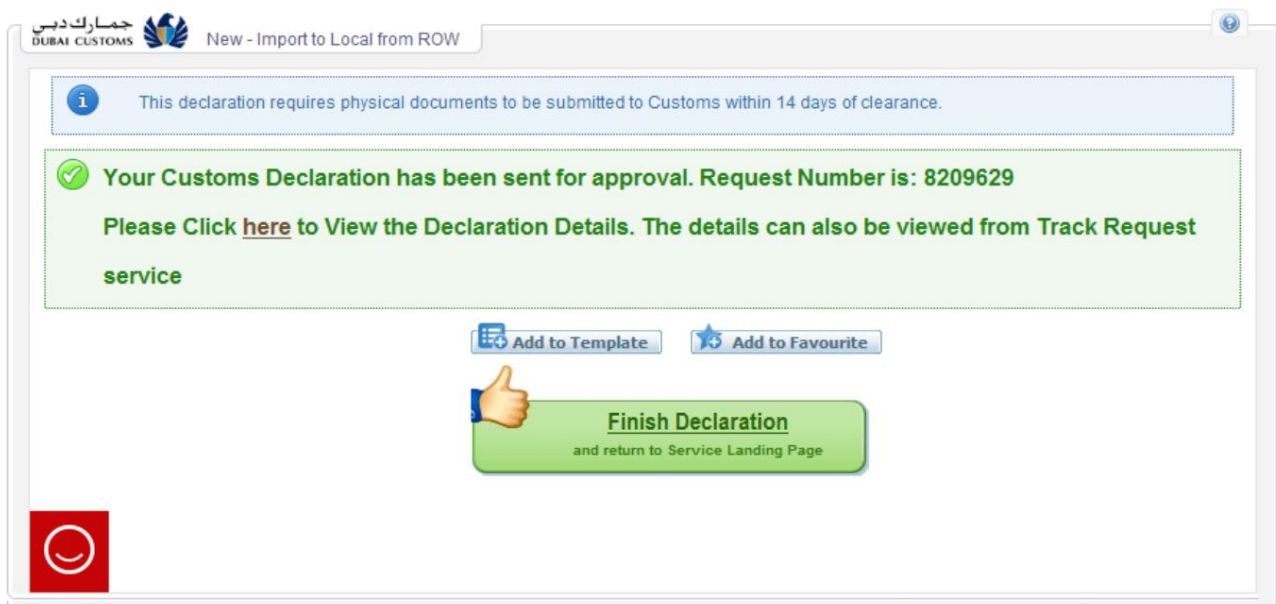 جمارك دبي
DUBAI CUSTOMS
New - Import to Local from ROW
This declaration requires physical documents to be submitted to Customs within 14 days of clearance.
Your Customs Declaration has been sent for approval. Request Number is: 8209629
Please Click here to View the Declaration Details. The details can also be viewed from Track Request
service
Add to Template
Add to Favourite
Finish Declaration
and return to Service Landing Page